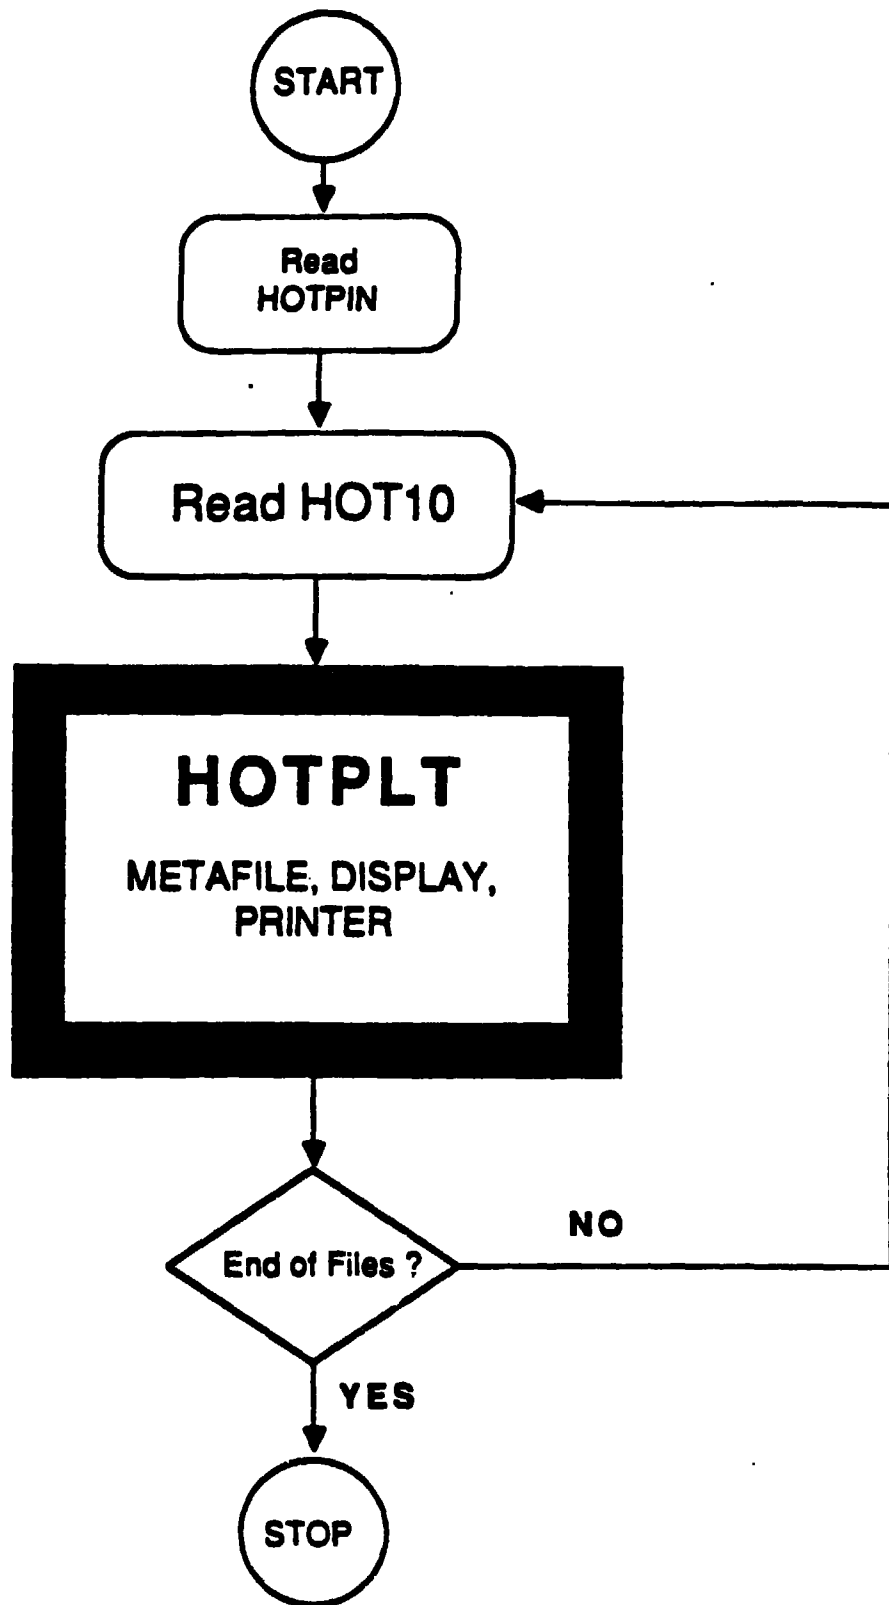 START
Read
HOTPIN
Read HOT10
HOTPLT
METAFILE, DISPLAY,
PRINTER
End of Files ?
NO
YES
STOP